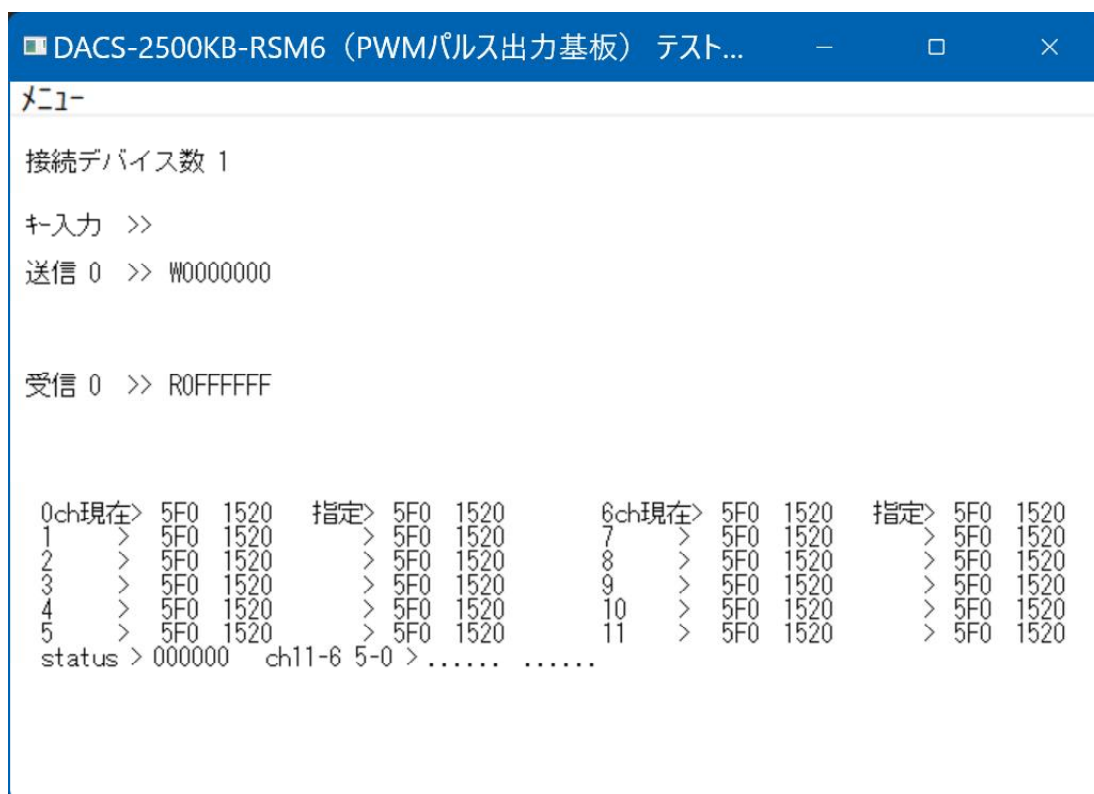 DACS-2500KB-RSM6（PWMパルス出力基板） テスト...
メニュー
接続デバイス数 1
キー入力 >>
送信 0 >> W0000000
受信 0 >> R0FFFFFF
0ch現在> 5F0 1520 指定> 5F0 1520 6ch現在> 5F0 1520 指定> 5F0 1520
1 > 5F0 1520 > 5F0 1520 7 > 5F0 1520 > 5F0 1520
2 > 5F0 1520 > 5F0 1520 8 > 5F0 1520 > 5F0 1520
3 > 5F0 1520 > 5F0 1520 9 > 5F0 1520 > 5F0 1520
4 > 5F0 1520 > 5F0 1520 10 > 5F0 1520 > 5F0 1520
5 > 5F0 1520 > 5F0 1520 11 > 5F0 1520 > 5F0 1520
status > 000000 ch11-6 5-0 > ...... ......